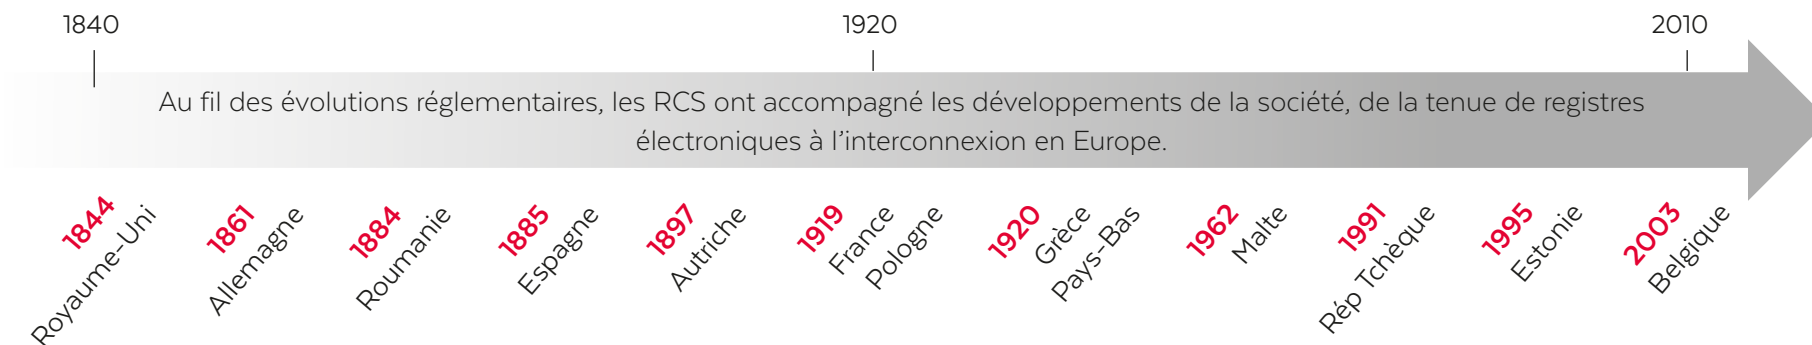 1840
1920
2010
Au fil des évolutions réglementaires, les RCS ont accompagné les développements de la société, de la tenue de registres
électroniques à l’interconnexion en Europe.
1844
Royaume-Uni
1861
Allemagne
1884
Roumanie
1885
Espagne
1897
Autriche
1919
France
Pologne
1920
Grèce
Pays-Bas
1962
Malte
1991
Rép Tchèque
1995
Estonie
2003
Belgique